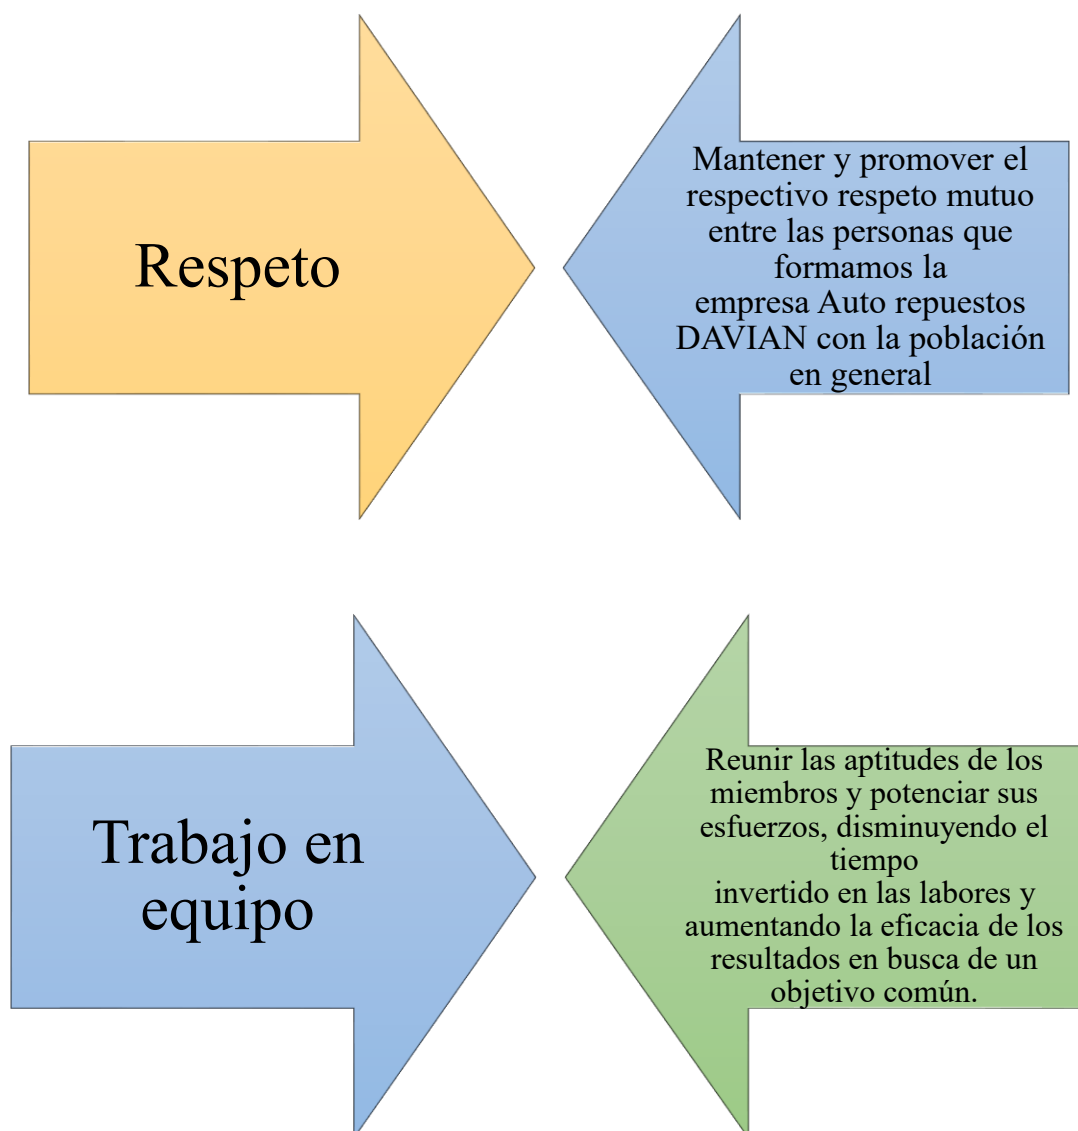 Respeto
Mantener y promover el
respectivo respeto mutuo
entre las personas que
formamos la
empresa Auto repuestos
DAVIAN con la población
en general
Trabajo en
equipo
Reunir las aptitudes de los
miembros y potenciar sus
esfuerzos, disminuyendo el
tiempo
invertido en las labores y
aumentando la eficacia de los
resultados en busca de un
objetivo común.